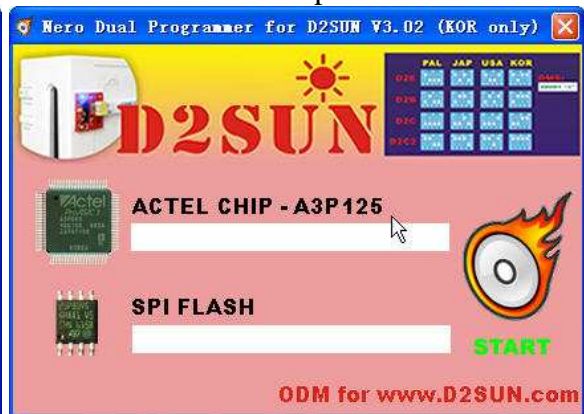 Nero Dual Programmer for D2SUN V3.02 (KOR only)
PAL JAP USA KOR
D2SUN
D2B
D2C
D2C2
Actel
ACTEL CHIP - A3P125
SPI FLASH
START
ODM for www.D2SUN.com